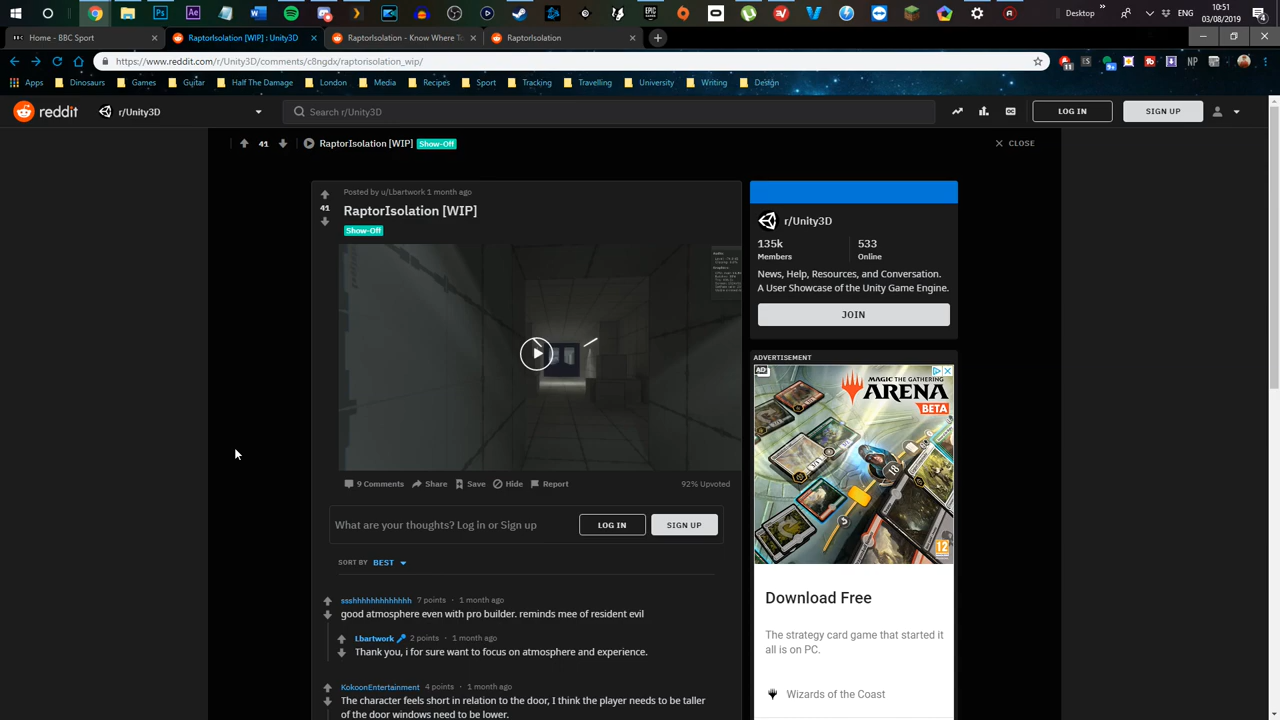 ENG
10:51
03/08/2019
Desktop
Home - BBC Sport
RaptorIsolation [WIP] : Unity3D
RaptorIsolation - Know Where To
RaptorIsolation
https://www.reddit.com/r/Unity3D/comments/c8ngdx/raptorisolation_wip/
Apps Dinosaurs Games Guitar Half The Damage London Media Recipes Sport Tracking Travelling University Writing Design
reddit r/Unity3D Search r/Unity3D LOG IN SIGN UP
41 RaptorIsolation [WIP] Show-Off CLOSE
Posted by u/Lbartwork 1 month ago
41
RaptorIsolation [WIP]
Show-Off
9 Comments Share Save Hide Report 92% Upvoted
What are your thoughts? Log in or Sign up LOG IN SIGN UP
SORT BY BEST
ssshhhhhhhhhhhh 7 points · 1 month ago
good atmosphere even with pro builder. reminds mee of resident evil
Lbartwork 2 points · 1 month ago
Thank you, i for sure want to focus on atmosphere and experience.
KokoonEntertainment 4 points · 1 month ago
The character feels short in relation to the door, I think the player needs to be taller
of the door windows need to be lower.
r/Unity3D
135k 533
Members Online
News, Help, Resources, and Conversation.
A User Showcase of the Unity Game Engine.
JOIN
ADVERTISEMENT
AD
MAGIC THE GATHERING
ARENA
BETA
18
12
Download Free
The strategy card game that started it
all is on PC.
Wizards of the Coast